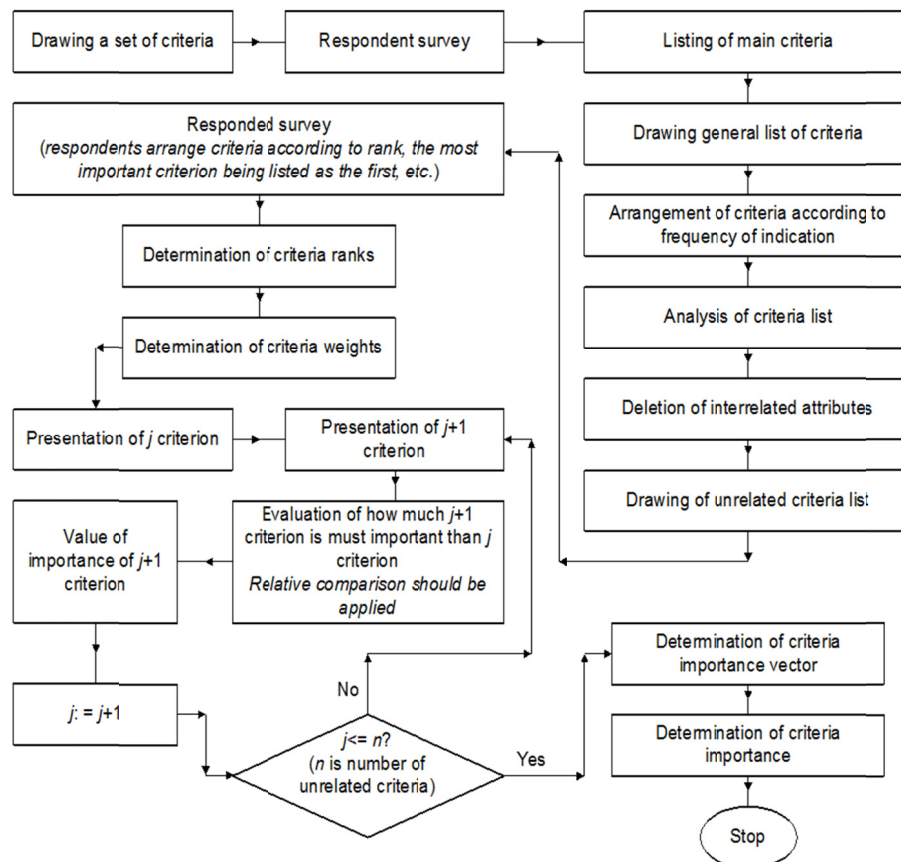 Drawing a set of criteria
Respondent survey
Listing of main criteria
Drawing general list of criteria
Arrangement of criteria according to
frequency of indication
Analysis of criteria list
Deletion of interrelated attributes
Drawing of unrelated criteria list
Responded survey
(respondents arrange criteria according to rank, the most
important criterion being listed as the first, etc.)
Determination of criteria ranks
Determination of criteria weights
Presentation of j criterion
Presentation of j+1
criterion
Evaluation of how much j+1
criterion is must important than j
criterion
Relative comparison should be
applied
Value of
importance of j+1
criterion
j: = j+1
j<= n?
(n is number of
unrelated criteria)
No
Yes
Determination of criteria
importance vector
Determination of criteria
importance
Stop